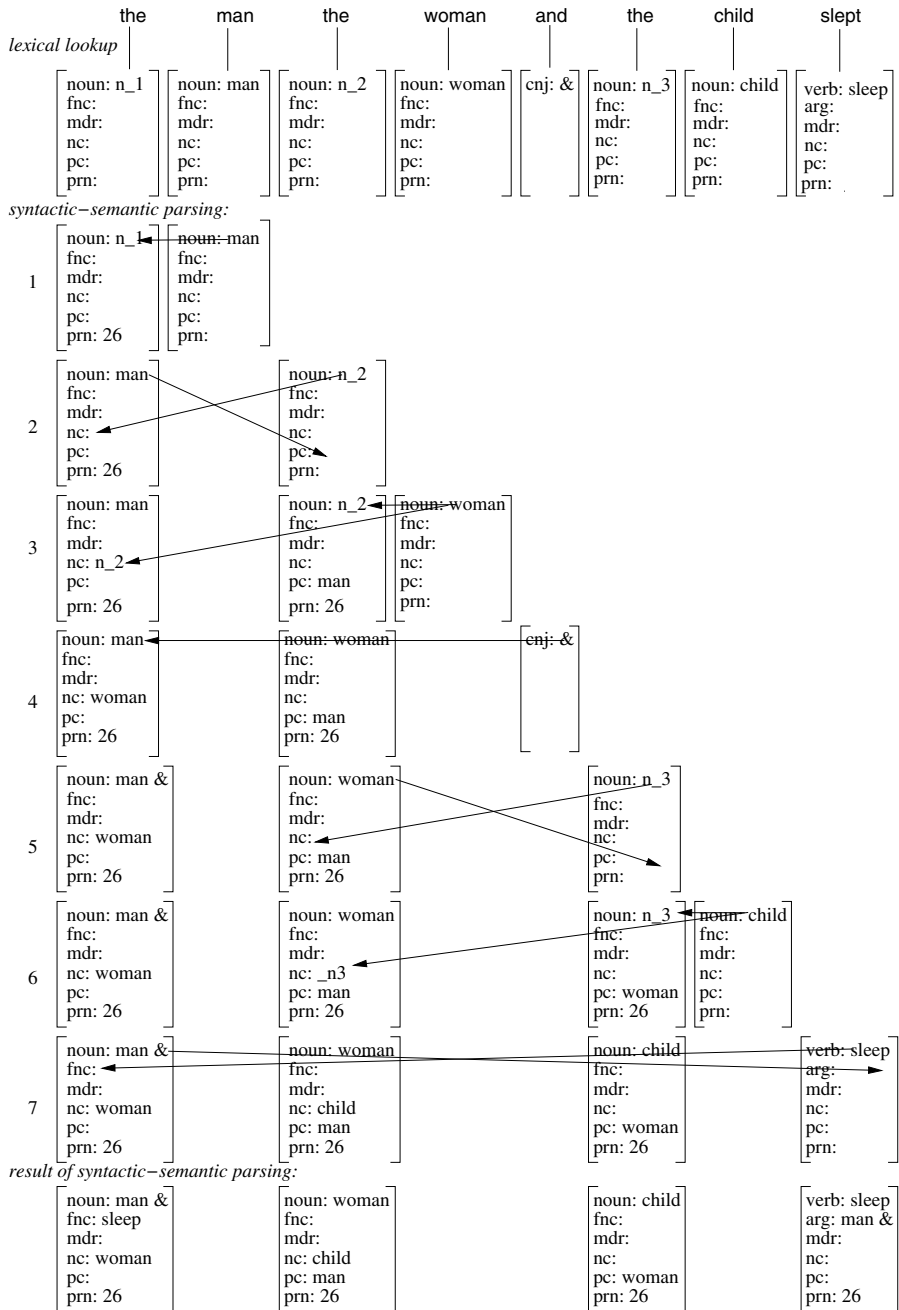 the man the woman and the child slept
lexical lookup
noun: n_1 noun: man noun: n_2 noun: woman cnj: & noun: n_3 noun: child verb: sleep
fnc: fnc: fnc: fnc: fnc: fnc: arg:
mdr: mdr: mdr: mdr: mdr: mdr: mdr:
nc: nc: nc: nc: nc: nc: nc:
pc: pc: pc: pc: pc: pc: pc:
prn: prn: prn: prn: prn: prn: prn:
syntactic−semantic parsing:
1
noun: n_1 noun: man
fnc: fnc:
mdr: mdr:
nc: nc:
pc: pc:
prn: 26 prn:
2
noun: man noun: n_2
fnc: fnc:
mdr: mdr:
nc: nc:
pc: pc:
prn: 26 prn:
3
noun: man noun: n_2 noun: woman
fnc: fnc: fnc:
mdr: mdr: mdr:
nc: n_2 nc: nc:
pc: pc: man pc:
prn: 26 prn: 26 prn:
4
noun: man noun: woman cnj: &
fnc: fnc:
mdr: mdr:
nc: woman nc:
pc: pc: man
prn: 26 prn: 26
5
noun: man & noun: woman noun: n_3
fnc: fnc: fnc:
mdr: mdr: mdr:
nc: woman nc: nc:
pc: pc: man pc:
prn: 26 prn: 26 prn:
6
noun: man & noun: woman noun: n_3 noun: child
fnc: fnc: fnc: fnc:
mdr: mdr: mdr: mdr:
nc: woman nc: _n3 nc: nc:
pc: pc: man pc: woman pc:
prn: 26 prn: 26 prn: 26 prn:
7
noun: man & noun: woman noun: child verb: sleep
fnc: fnc: fnc: arg:
mdr: mdr: mdr: mdr:
nc: woman nc: child nc: nc:
pc: pc: man pc: woman pc:
prn: 26 prn: 26 prn: 26 prn:
result of syntactic−semantic parsing:
noun: man & noun: woman noun: child verb: sleep
fnc: sleep fnc: fnc: arg: man &
mdr: mdr: mdr: mdr:
nc: woman nc: child nc: nc:
pc: pc: man pc: woman pc:
prn: 26 prn: 26 prn: 26 prn: 26